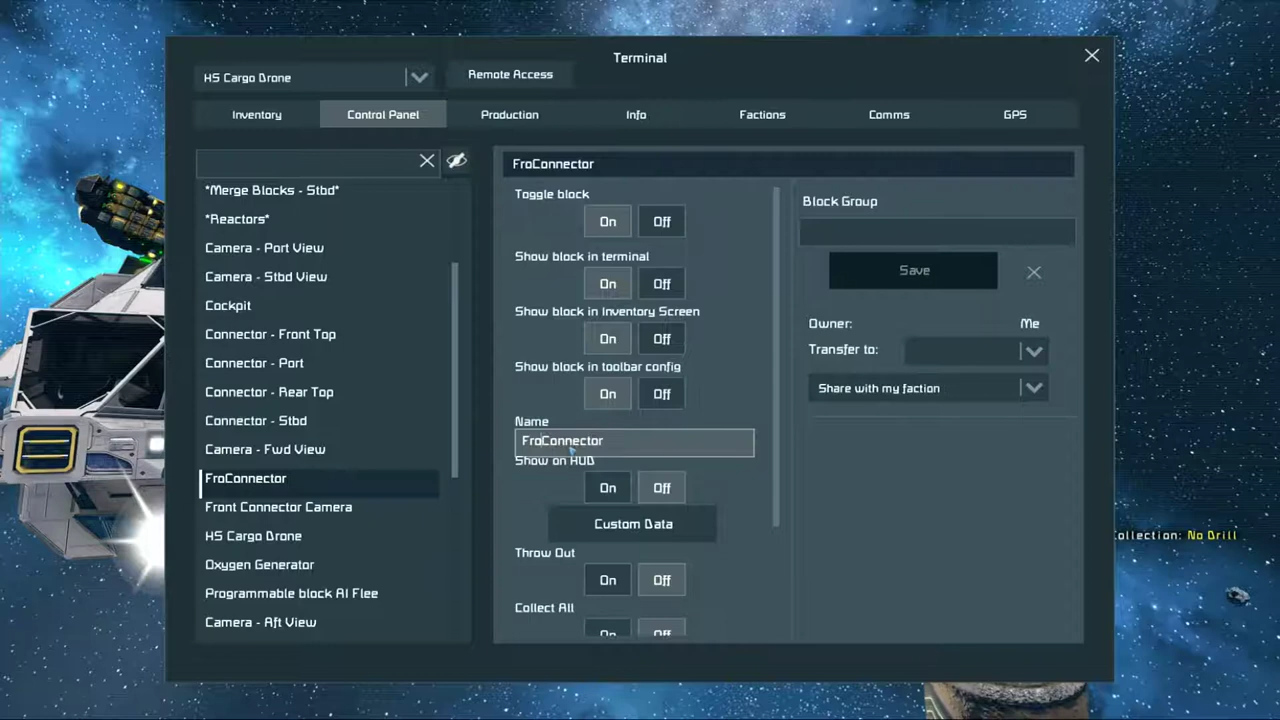 Terminal
HS Cargo Drone
Remote Access
Inventory
Control Panel
Production
Info
Factions
Comms
GPS
*Merge Blocks - Stbd*
*Reactors*
Camera - Port View
Camera - Stbd View
Cockpit
Connector - Front Top
Connector - Port
Connector - Rear Top
Connector - Stbd
Camera - Fwd View
FroConnector
Front Connector Camera
HS Cargo Drone
Oxygen Generator
Programmable block AI Flee
Camera - Aft View
FroConnector
Toggle block
On Off
Show block in terminal
On Off
Show block in Inventory Screen
On Off
Show block in toolbar config
On Off
Name
FroConnector
Show on HUD
On Off
Custom Data
Throw Out
On Off
Collect All
On Off
Block Group
Save
Owner: Me
Transfer to:
Share with my faction
ollection: No Drill